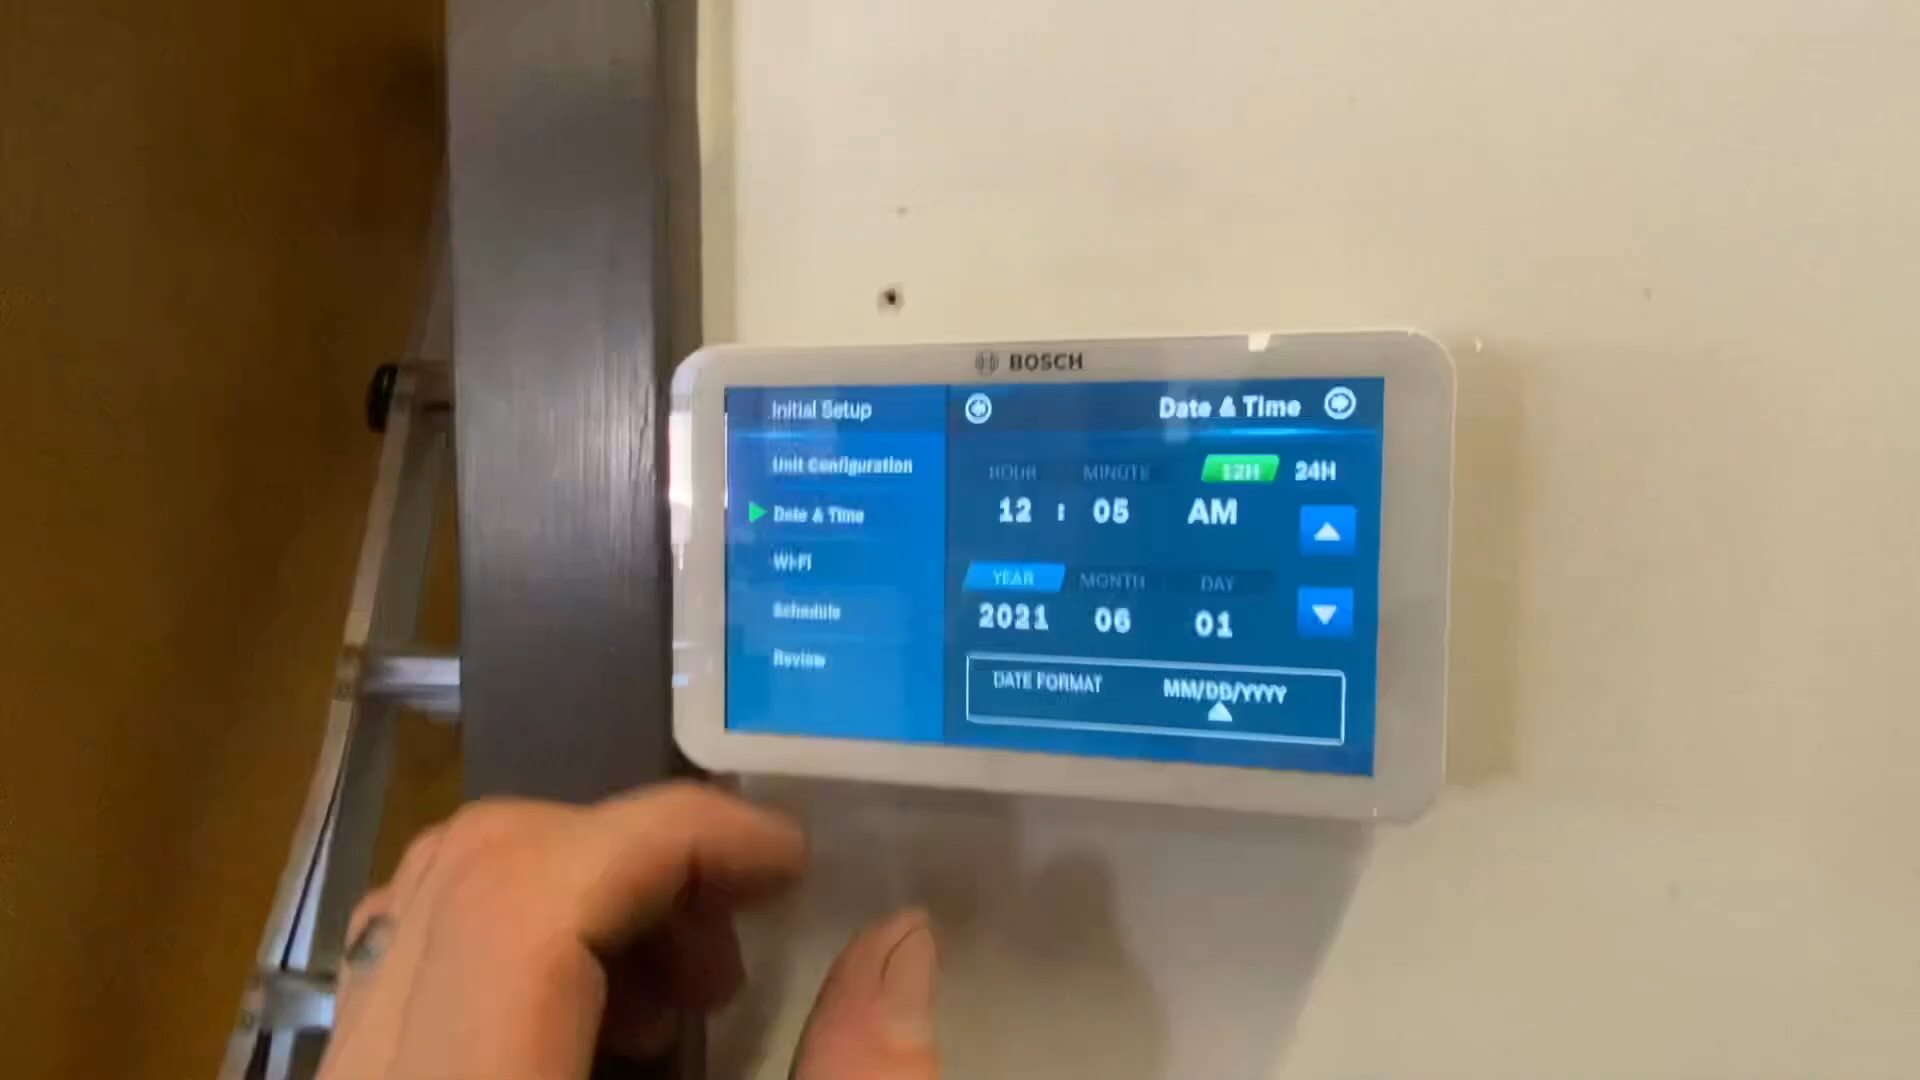 BOSCH
Initial Setup
Unit Configuration
Date & Time
Wi-Fi
Schedule
Review
Date & Time
HOUR MINUTE 12H 24H
12 : 05 AM
YEAR MONTH DAY
2021 06 01
DATE FORMAT MM/DD/YYYY